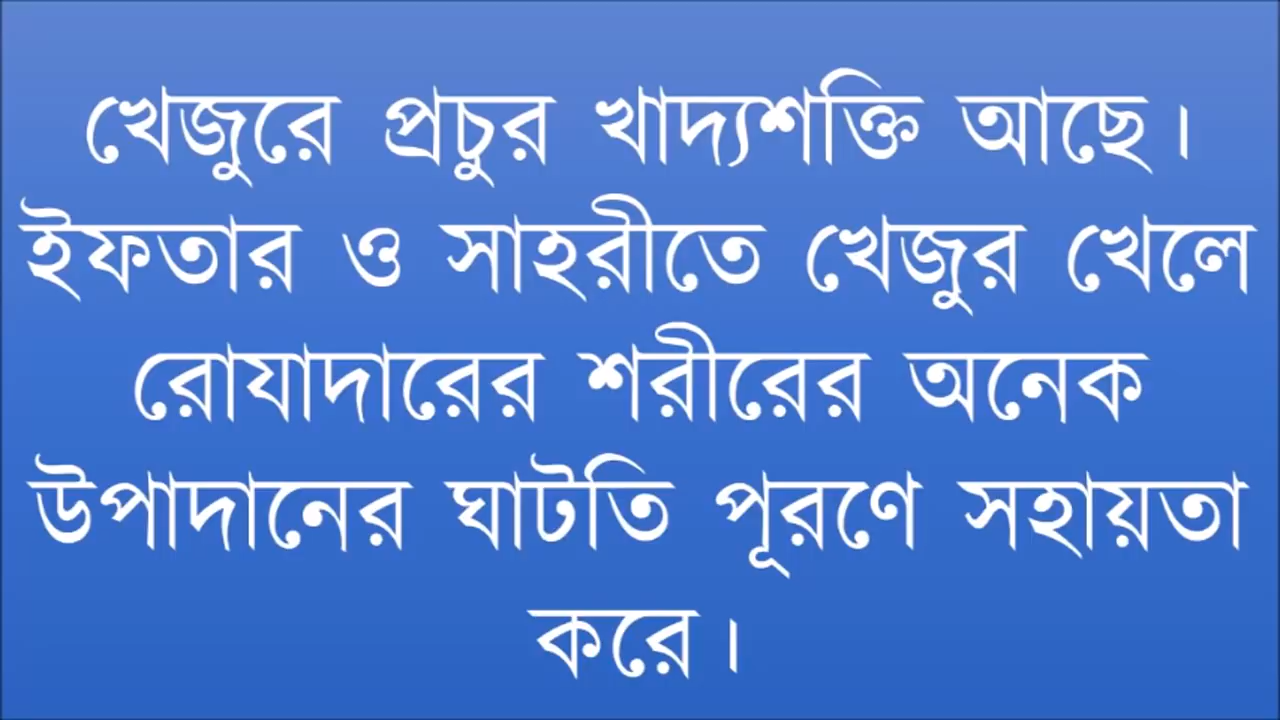 খেজুরে প্রচুর খাদ্যশক্তি আছে।
ইফতার ও সাহরীতে খেজুর খেলে
রোযাদারের শরীরের অনেক
উপাদানের ঘাটতি পূরণে সহায়তা
করে।